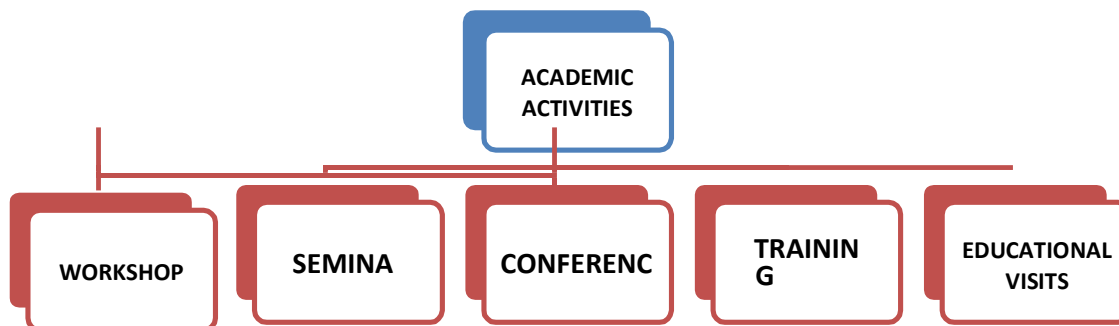 ACADEMIC
ACTIVITIES
WORKSHOP
SEMINA
CONFERENC
TRAININ
G
EDUCATIONAL
VISITS